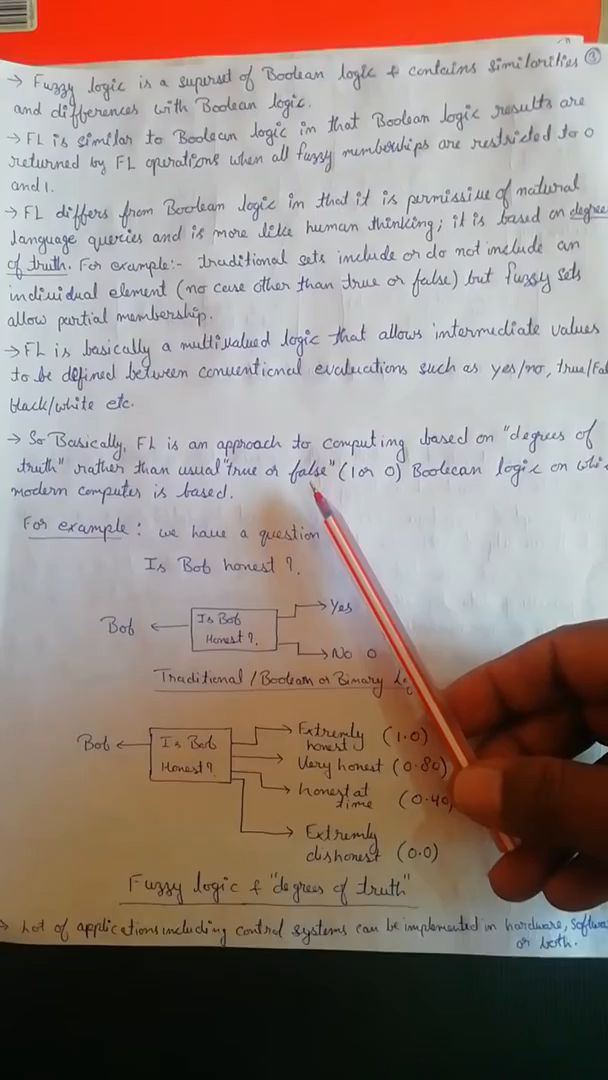 ③
→ Fuzzy logic is a superset of Boolean logic & contains similarities
and differences with Boolean logic.
→ FL is similar to Boolean logic in that Boolean logic results are
returned by FL operations when all fuzzy memberships are restricted to 0
and 1.
→ FL differs from Boolean logic in that it is permissive of natural
language queries and is more like human thinking; it is based on degree
of truth. For example:- traditional sets include or do not include an
individual element (no case other than true or false) but fuzzy sets
allow partial membership.
→ FL is basically a multivalued logic that allows intermediate values
to be defined between conventional evaluations such as yes/no, true/Fal
black/white etc.
→ So Basically, FL is an approach to computing based on "degrees of
truth" rather than usual "true or false" (1 or 0) Boolean logic on whi
modern computer is based.
For example : we have a question
Is Bob honest ?.
Bob ← Is Bob → Yes
Honest ?. → No 0
Traditional / Boolean or Binary
Bob ← Is Bob → Extremly (1.0)
Honest ? honest
→ Very honest (0.80)
→ honest at
time (0.40
→ Extremly
dishonest (0.0)
Fuzzy logic & "degrees of truth"
→ Lot of applications including control systems can be implemented in hardware, Softwar
or both.